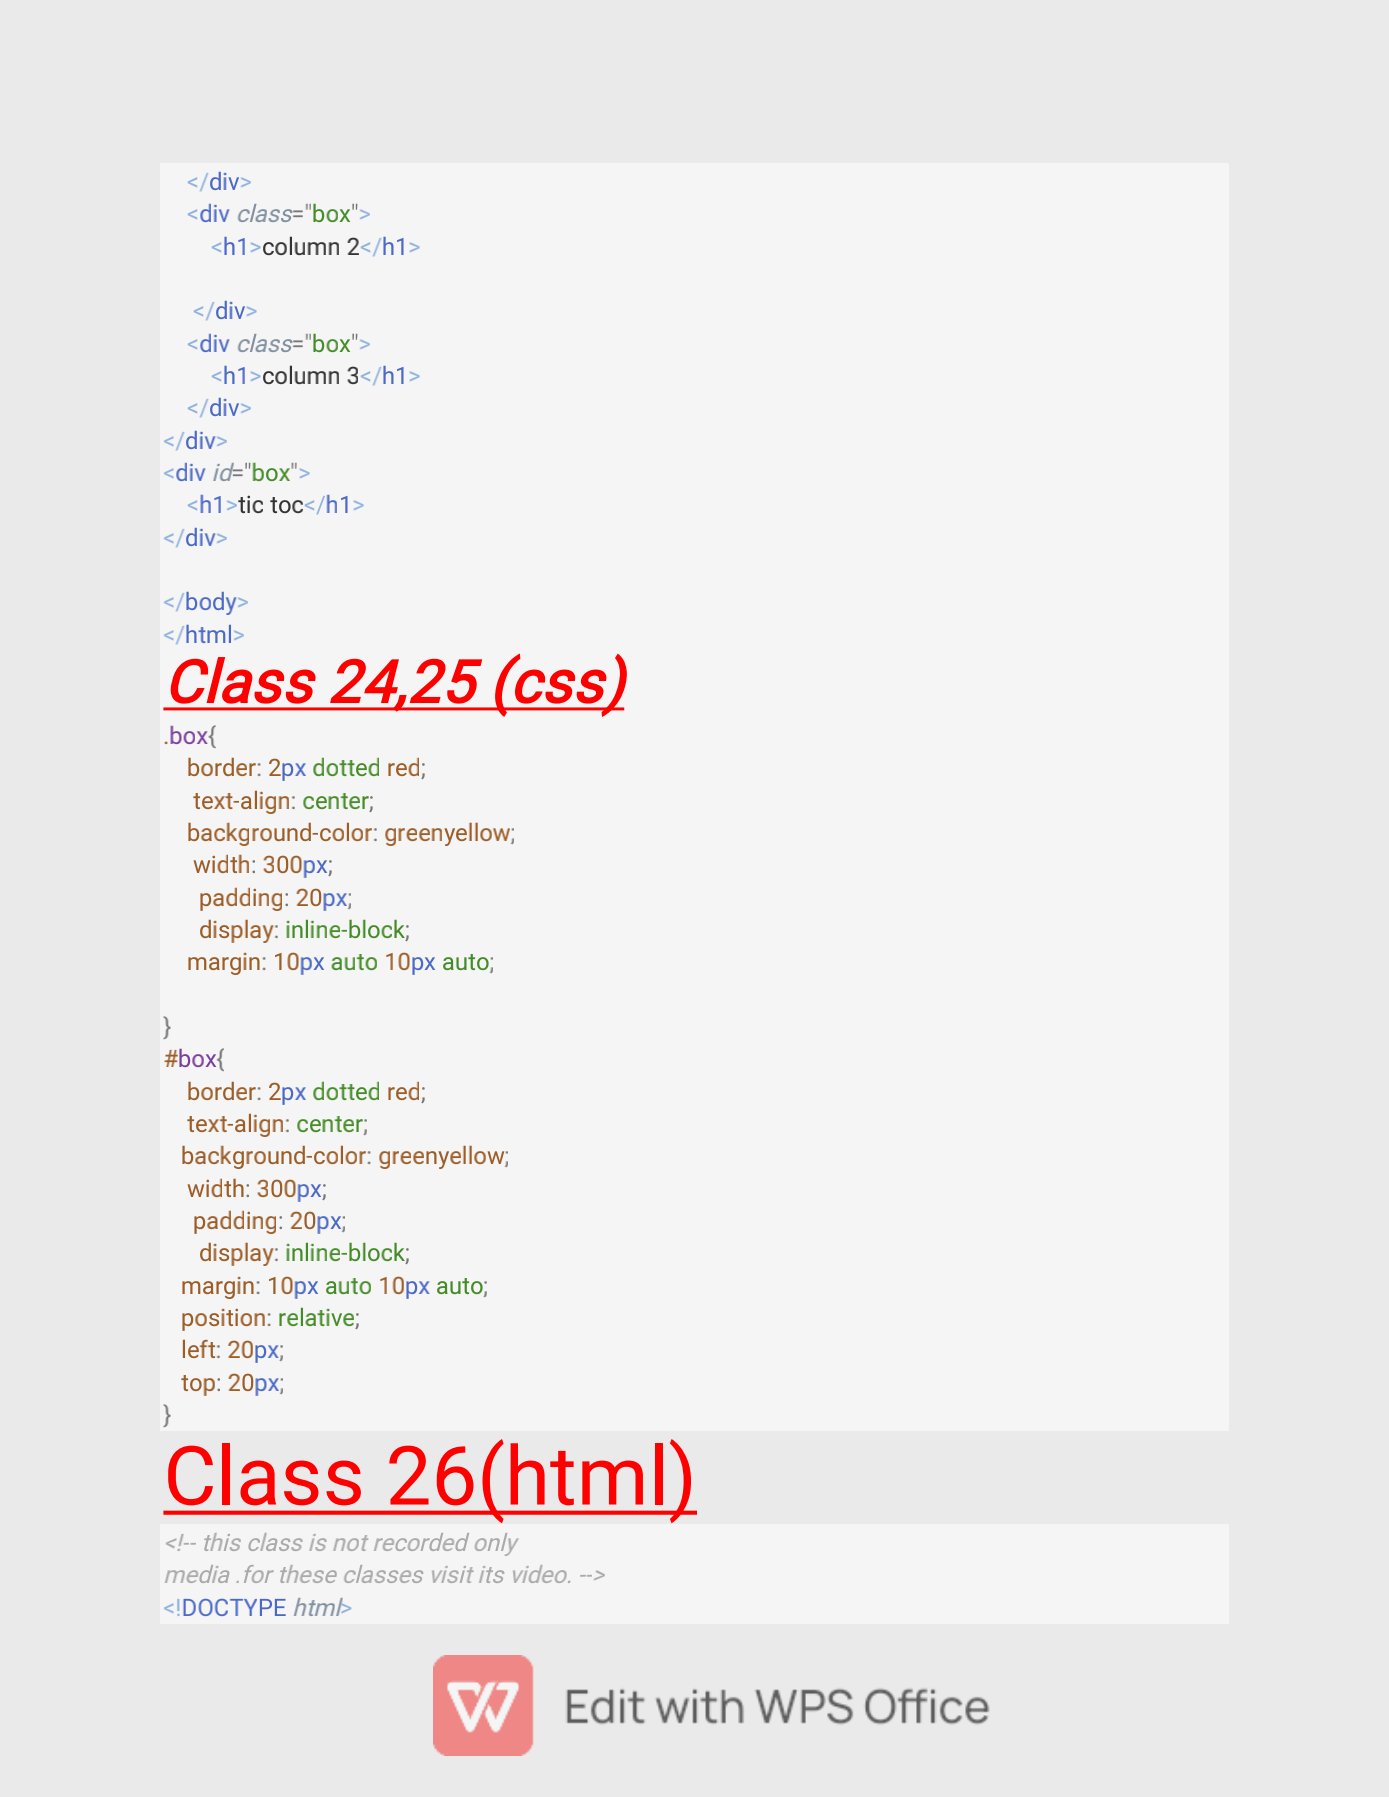 </div>
<div class="box">
<h1>column 2</h1>
</div>
<div class="box">
<h1>column 3</h1>
</div>
</div>
<div id="box">
<h1>tic toc</h1>
</div>
</body>
</html>
Class 24,25 (css)
.box{
border: 2px dotted red;
text-align: center;
background-color: greenyellow;
width: 300px;
padding: 20px;
display: inline-block;
margin: 10px auto 10px auto;
}
#box{
border: 2px dotted red;
text-align: center;
background-color: greenyellow;
width: 300px;
padding: 20px;
display: inline-block;
margin: 10px auto 10px auto;
position: relative;
left: 20px;
top: 20px;
}
Class 26(html)
<!-- this class is not recorded only
media .for these classes visit its video. -->
<!DOCTYPE html>
Edit with WPS Office